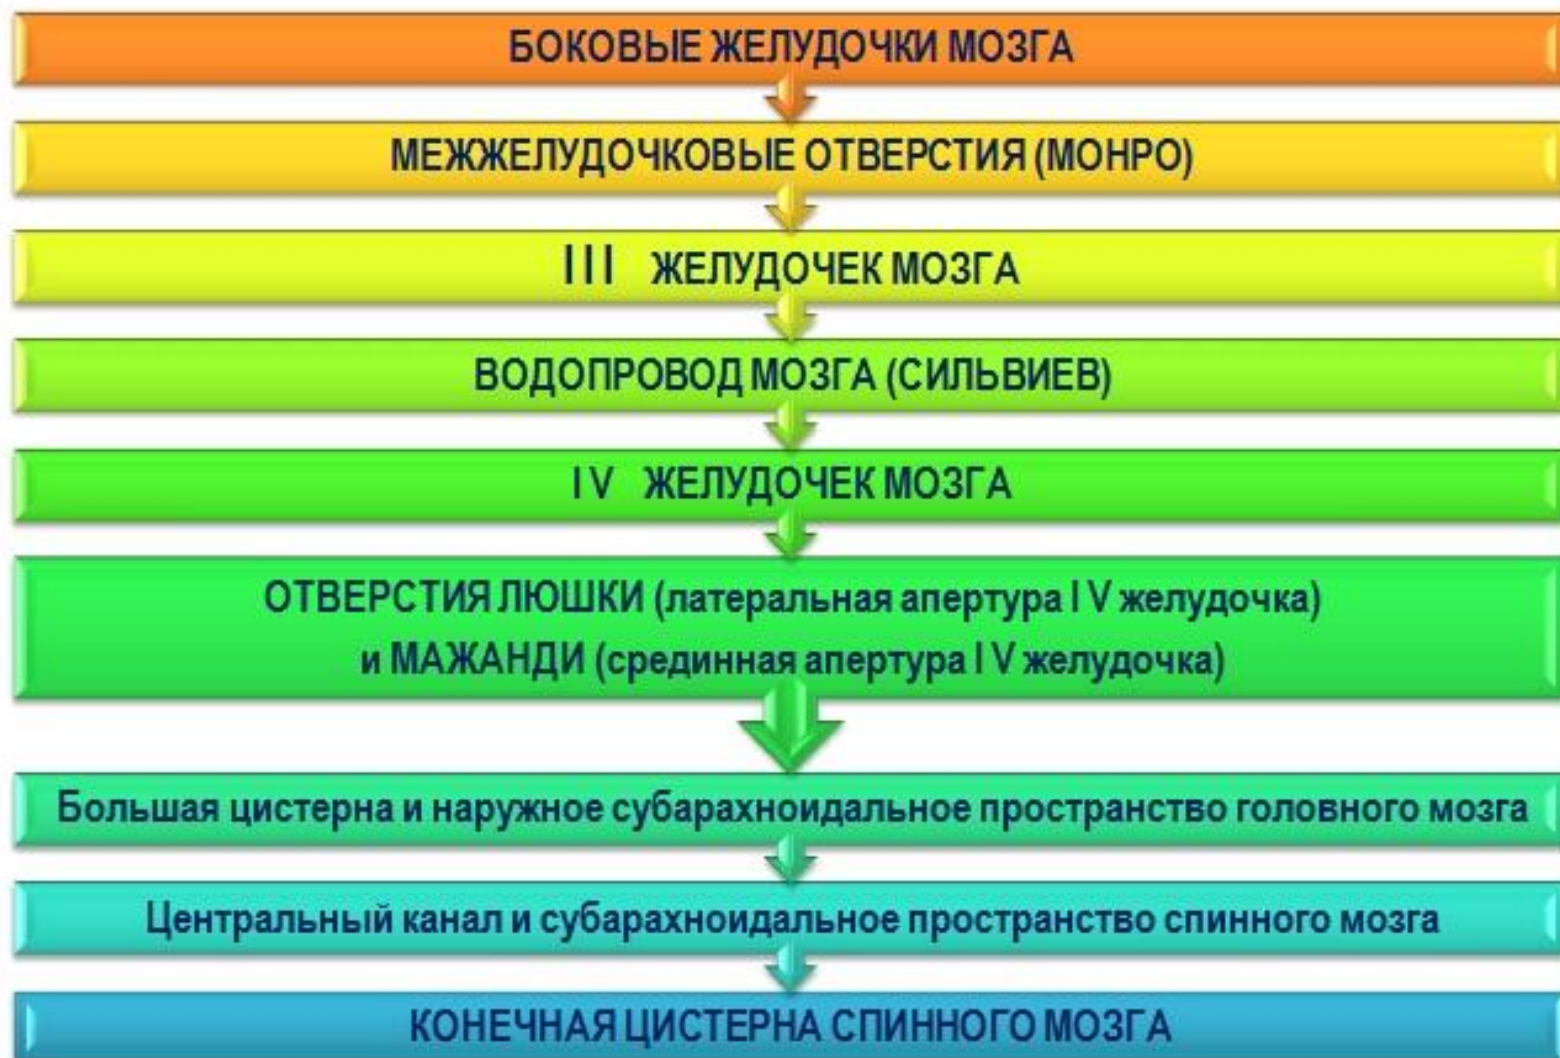 БОКОВЫЕ ЖЕЛУДОЧКИ МОЗГА
МЕЖЖЕЛУДОЧКОВЫЕ ОТВЕРСТИЯ (МОНРО)
III ЖЕЛУДОЧЕК МОЗГА
ВОДОПРОВОД МОЗГА (СИЛЬВИЕВ)
IV ЖЕЛУДОЧЕК МОЗГА
ОТВЕРСТИЯ ЛЮШКИ (латеральная апертура IV желудочка)
и МАЖАНДИ (срединная апертура IV желудочка)
Большая цистерна и наружное субарахноидальное пространство головного мозга
Центральный канал и субарахноидальное пространство спинного мозга
КОНЕЧНАЯ ЦИСТЕРНА СПИННОГО МОЗГА